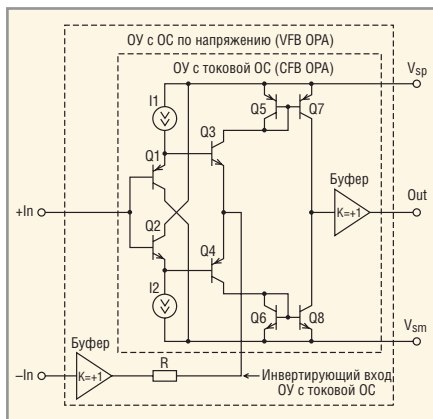 ОУ с ОС по напряжению (VFB OPA)
ОУ с токовой ОС (CFB OPA)
Vsp
I1
Q5
Q7
Q3
Q1
Буфер
K=+1
Out
+In
Q2
Q4
I2
Q6
Q8
Vsm
Буфер
K=+1
–In
R
Инвертирующий вход
ОУ с токовой ОС